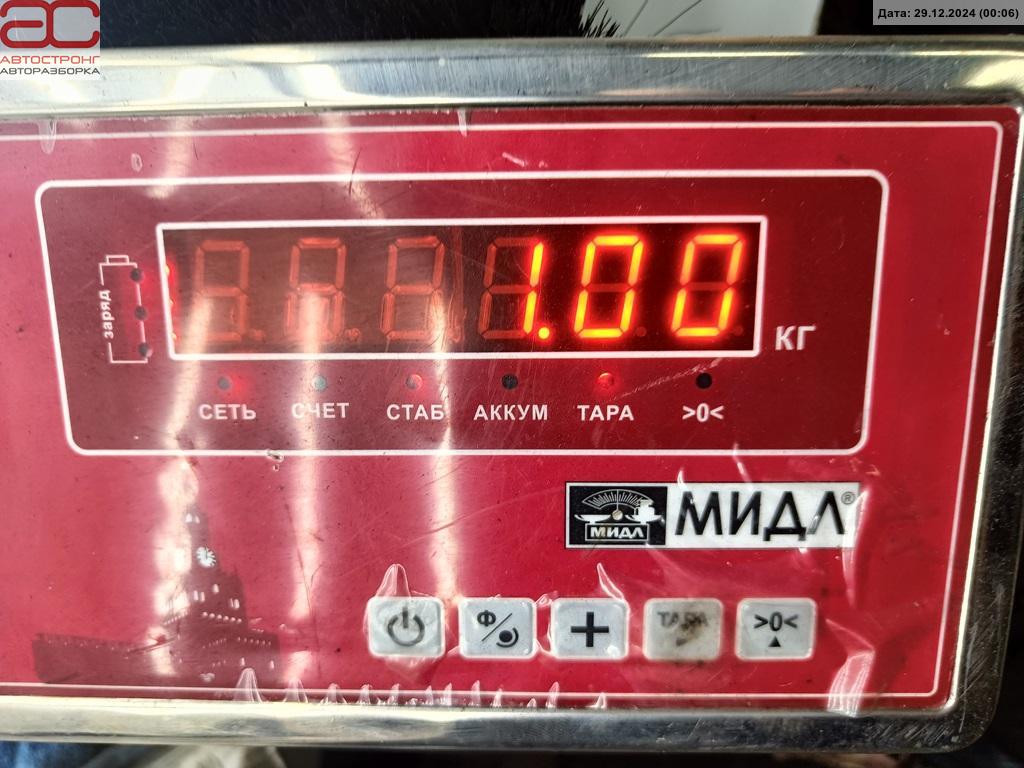 Дата: 29.12.2024 (00:06)
АС
АВТОСТРОНГ
АВТОРАЗБОРКА
заряд
1.00
КГ
СЕТЬ СЧЕТ СТАБ АККУМ ТАРА >0<
МИДЛ МИДЛ®
Ф + ТАРА >0<